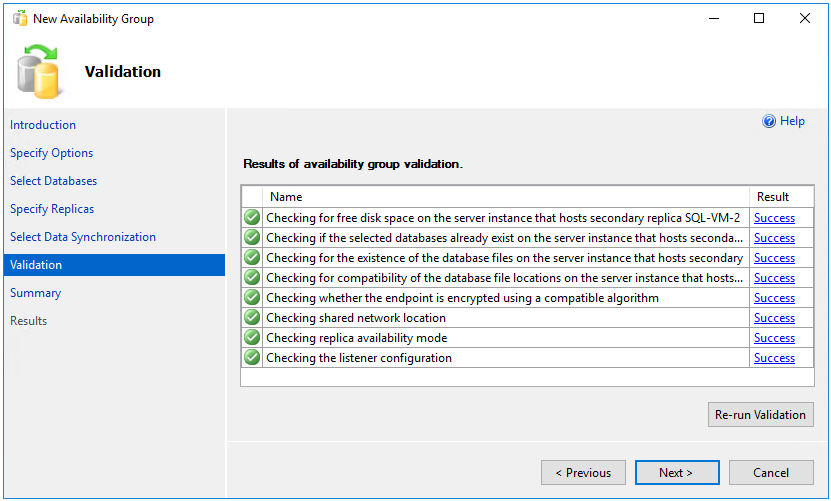 New Availability Group
Validation
Introduction
Specify Options
Select Databases
Specify Replicas
Select Data Synchronization
Validation
Summary
Results
Help
Results of availability group validation.
Name Result
Checking for free disk space on the server instance that hosts secondary replica SQL-VM-2 Success
Checking if the selected databases already exist on the server instance that hosts seconda... Success
Checking for the existence of the database files on the server instance that hosts secondary Success
Checking for compatibility of the database file locations on the server instance that hosts... Success
Checking whether the endpoint is encrypted using a compatible algorithm Success
Checking shared network location Success
Checking replica availability mode Success
Checking the listener configuration Success
Re-run Validation
< Previous Next > Cancel